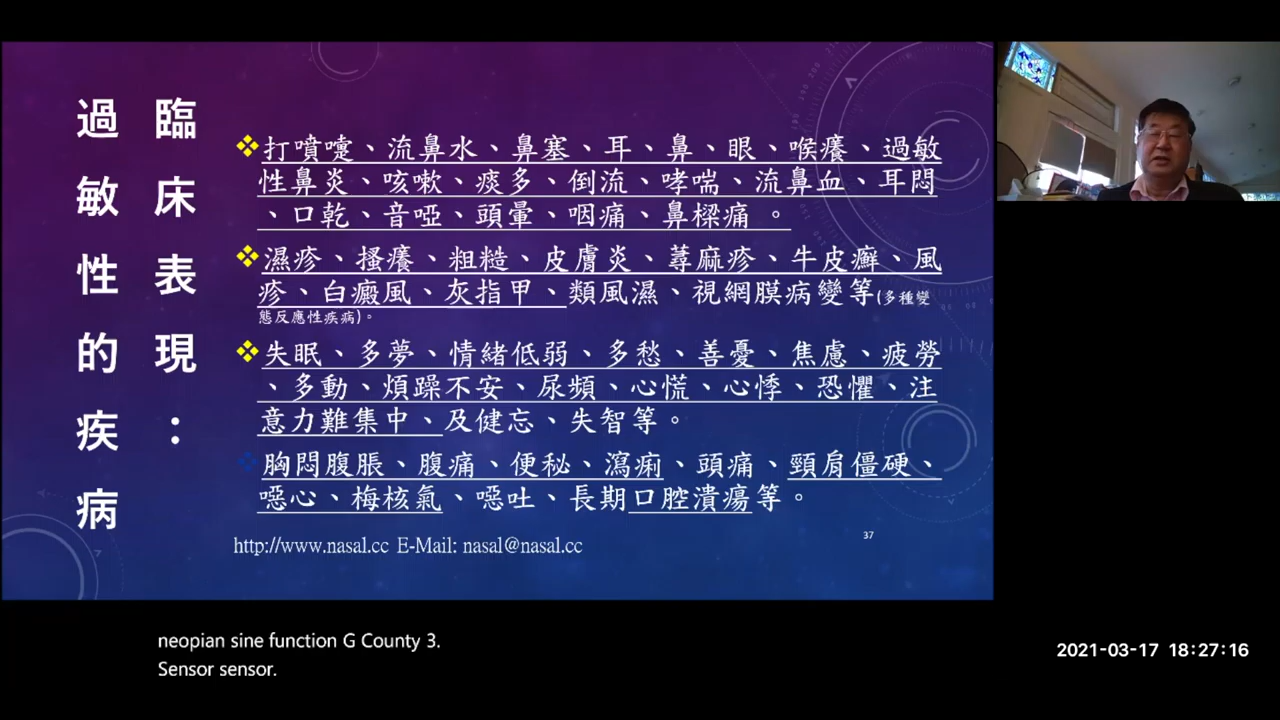 過敏性的疾病
臨床表現：
打噴嚏、流鼻水、鼻塞、耳、鼻、眼、喉癢、過敏
性鼻炎、咳嗽、痰多、倒流、哮喘、流鼻血、耳悶
、口乾、音啞、頭暈、咽痛、鼻樑痛 。
濕疹、搔癢、粗糙、皮膚炎、蕁麻疹、牛皮癬、風
疹、白癜風、灰指甲、類風濕、視網膜病變等(多種變
態反應性疾病)。
失眠、多夢、情緒低弱、多愁、善憂、焦慮、疲勞
、多動、煩躁不安、尿頻、心慌、心悸、恐懼、注
意力難集中、及健忘、失智等。
胸悶腹脹、腹痛、便秘、瀉痢、頭痛、頸肩僵硬、
噁心、梅核氣、噁吐、長期口腔潰瘍等。
http://www.nasal.cc E-Mail: nasal@nasal.cc
37
neopian sine function G County 3.
Sensor sensor.
2021-03-17 18:27:16